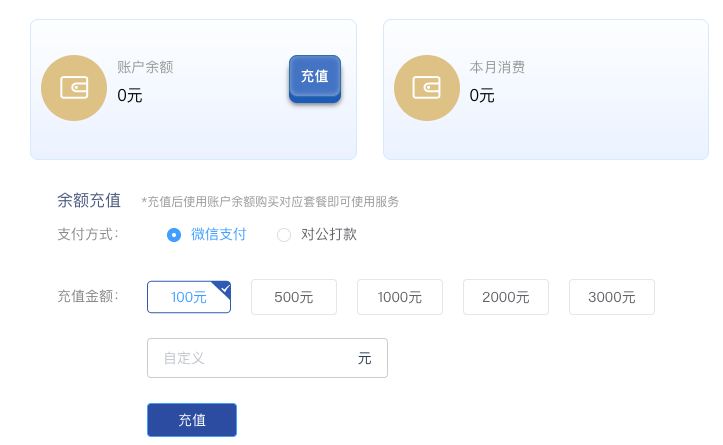 账户余额
0元
充值
本月消费
0元
余额充值 *充值后使用账户余额购买对应套餐即可使用服务
支付方式: 微信支付 对公打款
充值金额: 100元 500元 1000元 2000元 3000元
自定义 元
充值